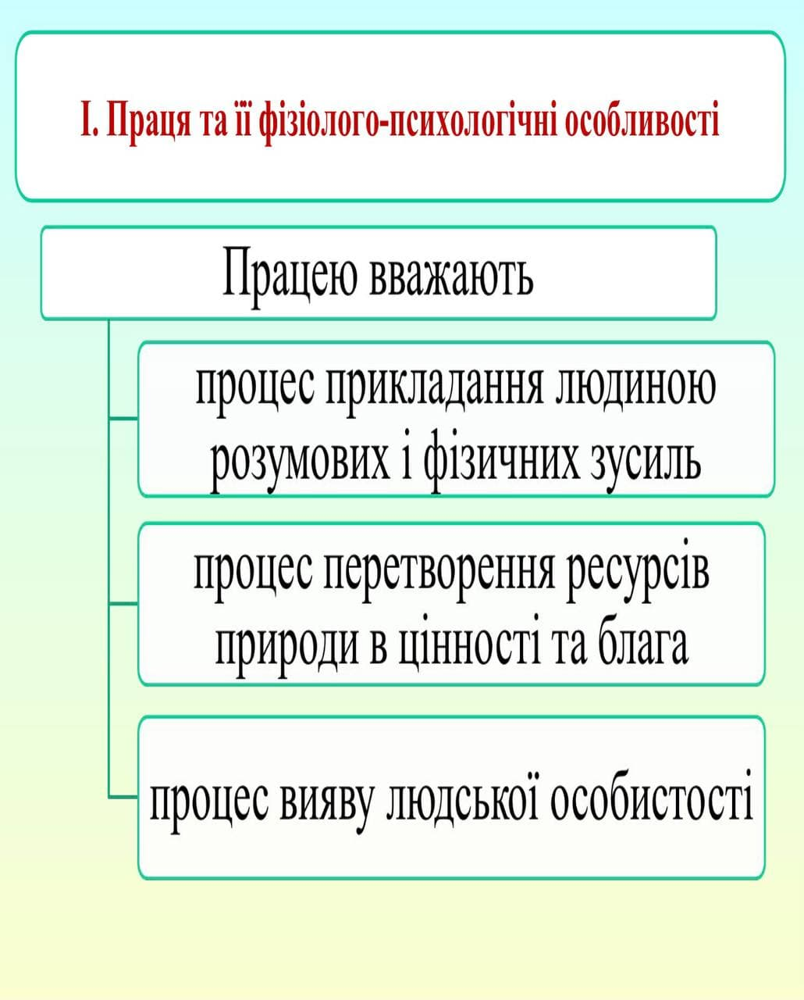 І. Праця та її фізіолого-психологічні особливості
Працею вважають
процес прикладання людиною
розумових і фізичних зусиль
процес перетворення ресурсів
природи в цінності та блага
процес вияву людської особистості